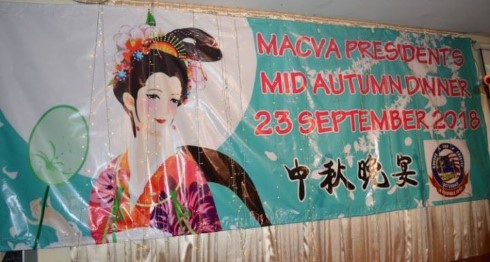 MACVA PRESIDENT'S
MID AUTUMN DINNER
23 SEPTEMBER 2018
中秋晚宴